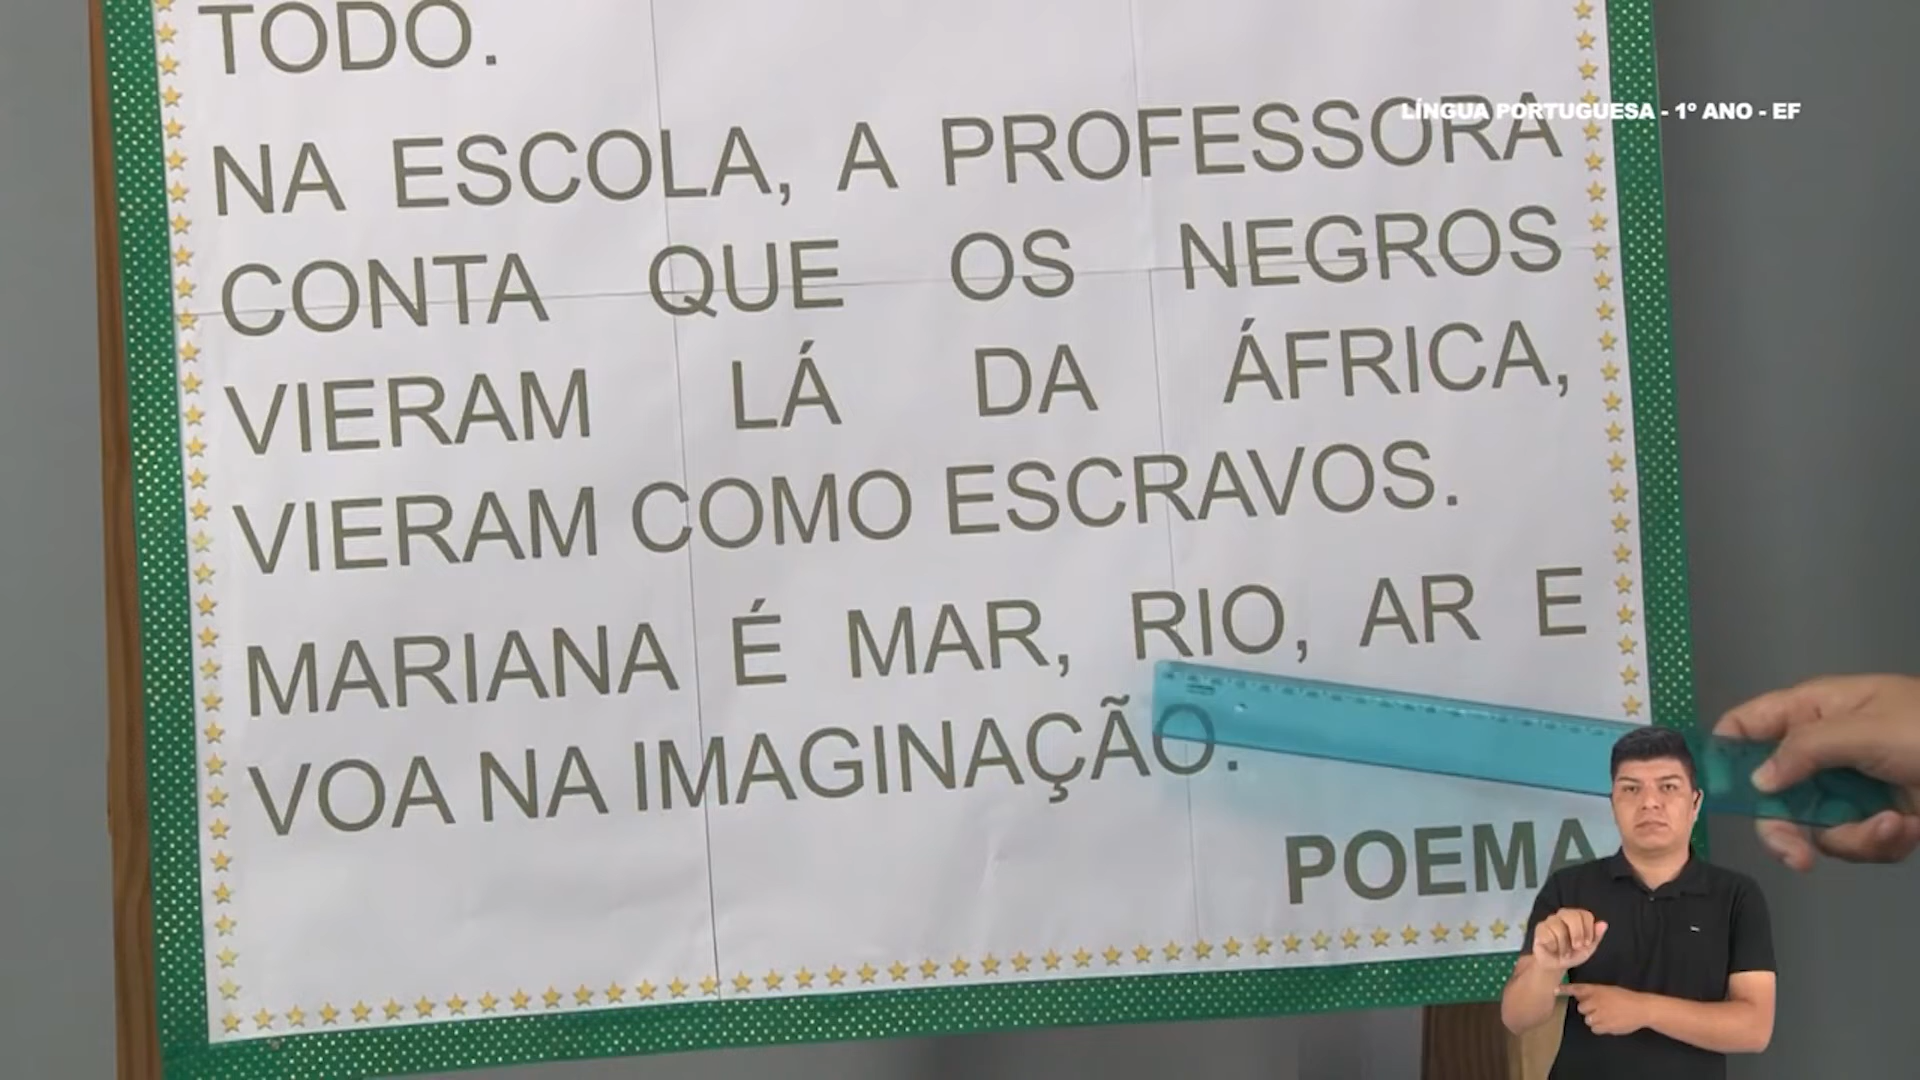 TODO.
LÍNGUA PORTUGUESA - 1º ANO - EF
NA ESCOLA, A PROFESSORA
CONTA QUE OS NEGROS
VIERAM LÁ DA ÁFRICA,
VIERAM COMO ESCRAVOS.
MARIANA É MAR, RIO, AR E
VOA NA IMAGINAÇÃO.
POEMA